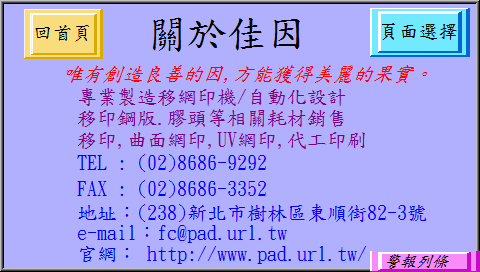 回首頁
關於佳因
頁面選擇
唯有創造良善的因,方能獲得美麗的果實。
專業製造移網印機/自動化設計
移印鋼版.膠頭等相關耗材銷售
移印,曲面網印,UV網印,代工印刷
TEL : (02)8686-9292
FAX : (02)8686-3352
地址：(238)新北市樹林區東順街82-3號
e-mail：fc@pad.url.tw
官網： http://www.pad.url.tw/
警報列條